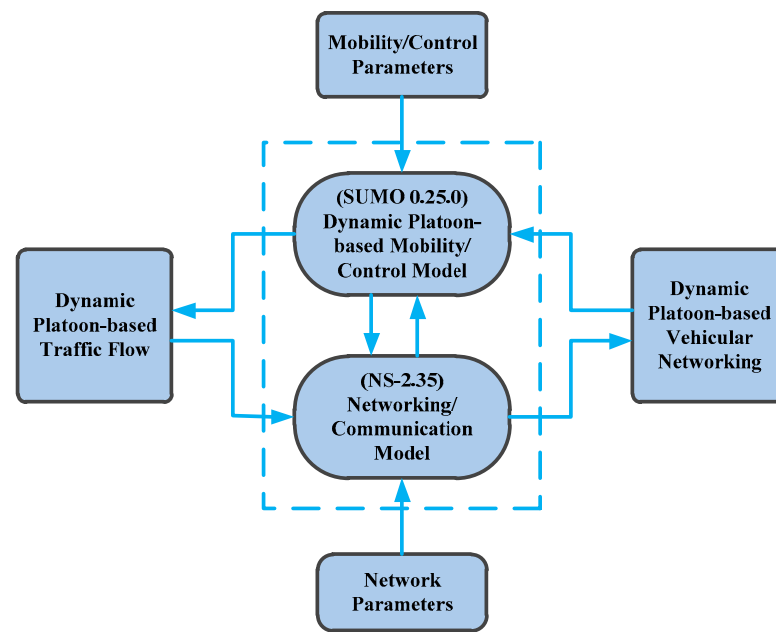 Mobility/Control
Parameters
(SUMO 0.25.0)
Dynamic Platoon-
based Mobility/
Control Model
Dynamic
Platoon-based
Traffic Flow
Dynamic
Platoon-based
Vehicular
Networking
(NS-2.35)
Networking/
Communication
Model
Network
Parameters